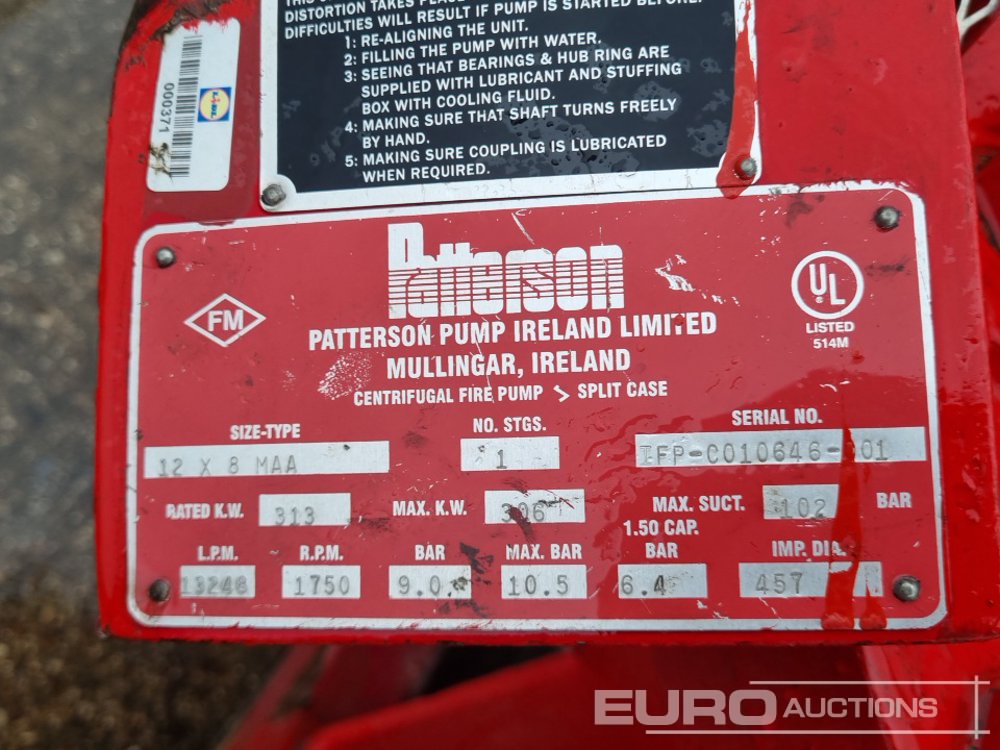 DISTORTION TAKES PLACE
DIFFICULTIES WILL RESULT IF PUMP IS STARTED BEFORE:
1: RE-ALIGNING THE UNIT.
2: FILLING THE PUMP WITH WATER.
3: SEEING THAT BEARINGS & HUB RING ARE
SUPPLIED WITH LUBRICANT AND STUFFING
BOX WITH COOLING FLUID.
4: MAKING SURE THAT SHAFT TURNS FREELY
BY HAND.
5: MAKING SURE COUPLING IS LUBRICATED
WHEN REQUIRED.
000371
Patterson
FM
UL
®
LISTED
514M
PATTERSON PUMP IRELAND LIMITED
MULLINGAR, IRELAND
CENTRIFUGAL FIRE PUMP > SPLIT CASE
SIZE-TYPE 12 X 8 MAA
NO. STGS. 1
SERIAL NO. IFP-C010646-01
RATED K.W. 313 MAX. K.W. 306 MAX. SUCT. 102 BAR
L.P.M. R.P.M. BAR MAX. BAR 1.50 CAP. BAR IMP. DIA.
13248 1750 9.0 10.5 6.4 457
EURO AUCTIONS